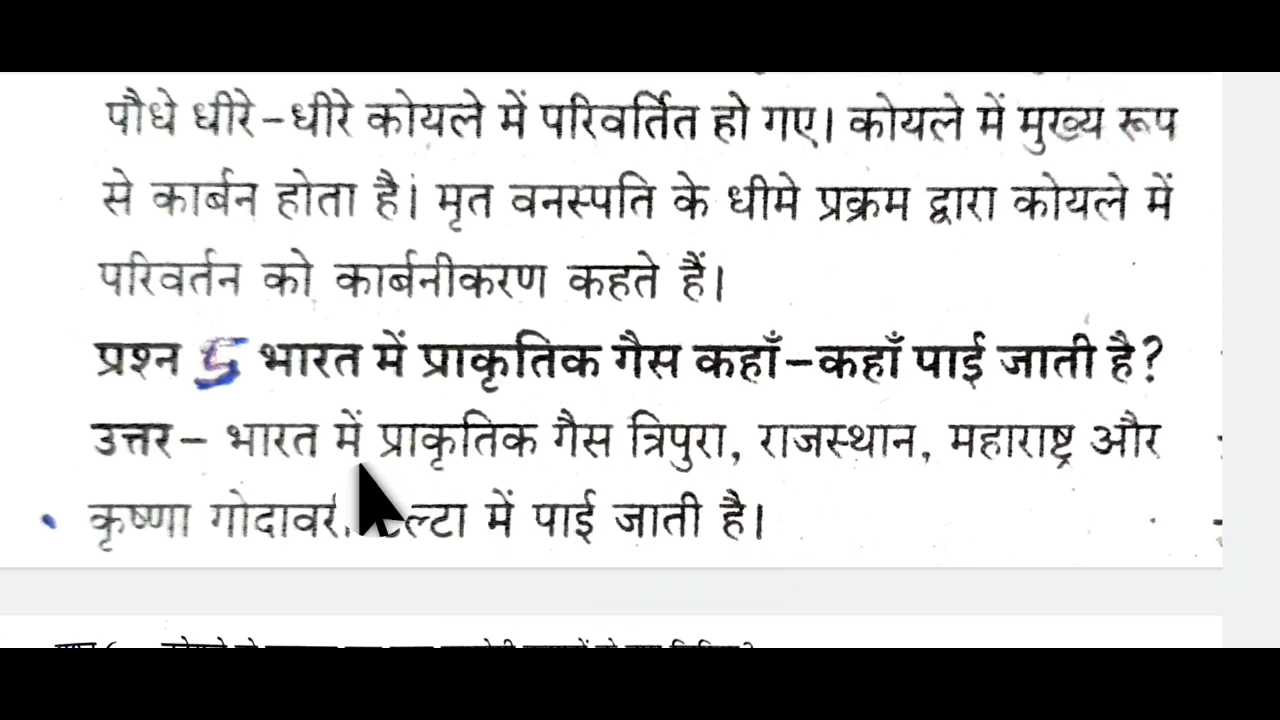 पौधे धीरे-धीरे कोयले में परिवर्तित हो गए। कोयले में मुख्य रूप
से कार्बन होता है। मृत वनस्पति के धीमे प्रक्रम द्वारा कोयले में
परिवर्तन को कार्बनीकरण कहते हैं।
प्रश्न 5 भारत में प्राकृतिक गैस कहाँ-कहाँ पाई जाती है?
उत्तर- भारत में प्राकृतिक गैस त्रिपुरा, राजस्थान, महाराष्ट्र और
कृष्णा गोदावरी डेल्टा में पाई जाती है।